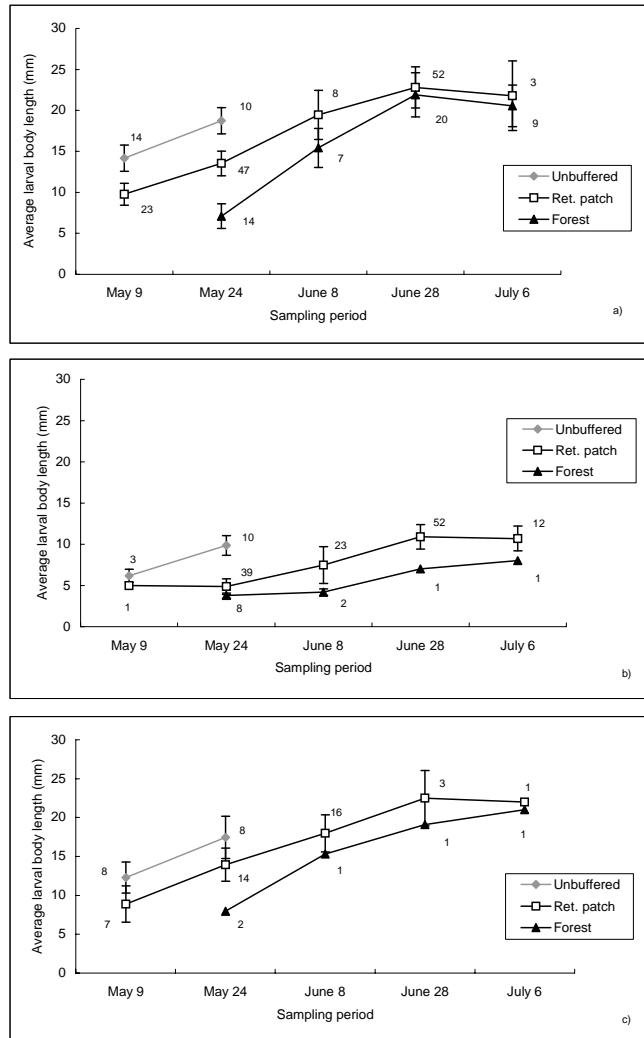 30
25
20
15
10
5
0
Average larval body length (mm)
14
10
8
52
3
23
47
7
20
9
14
Unbuffered
Ret. patch
Forest
May 9 May 24 June 8 June 28 July 6
Sampling period
a)
30
25
20
15
10
5
0
Average larval body length (mm)
Unbuffered
Ret. patch
Forest
3
10
39
23
52
12
1
8
2
1
1
May 9 May 24 June 8 June 28 July 6
Sampling period
b)
30
25
20
15
10
5
0
Average larval body length (mm)
8
8
16
3
1
7
14
2
1
1
1
Unbuffered
Ret. patch
Forest
May 9 May 24 June 8 June 28 July 6
Sampling period
c)